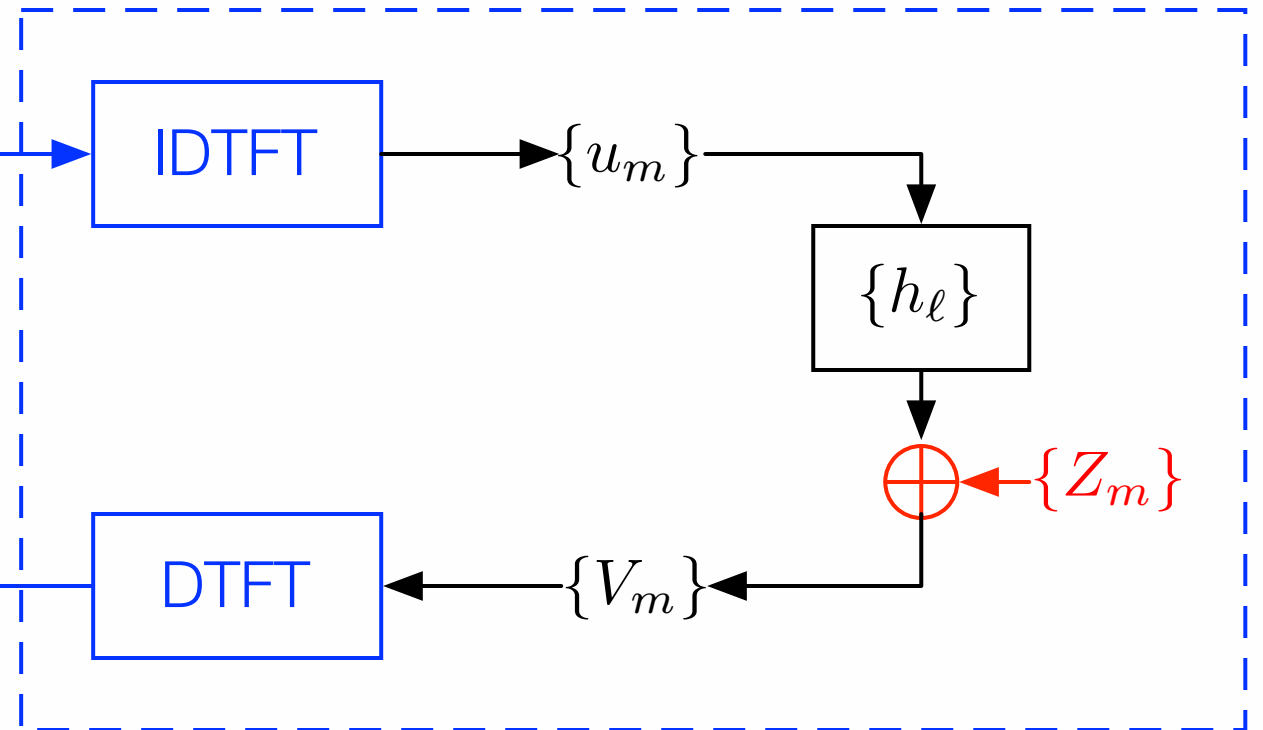 IDTFT
{u_m}
{h_ℓ}
{Z_m}
DTFT
{V_m}